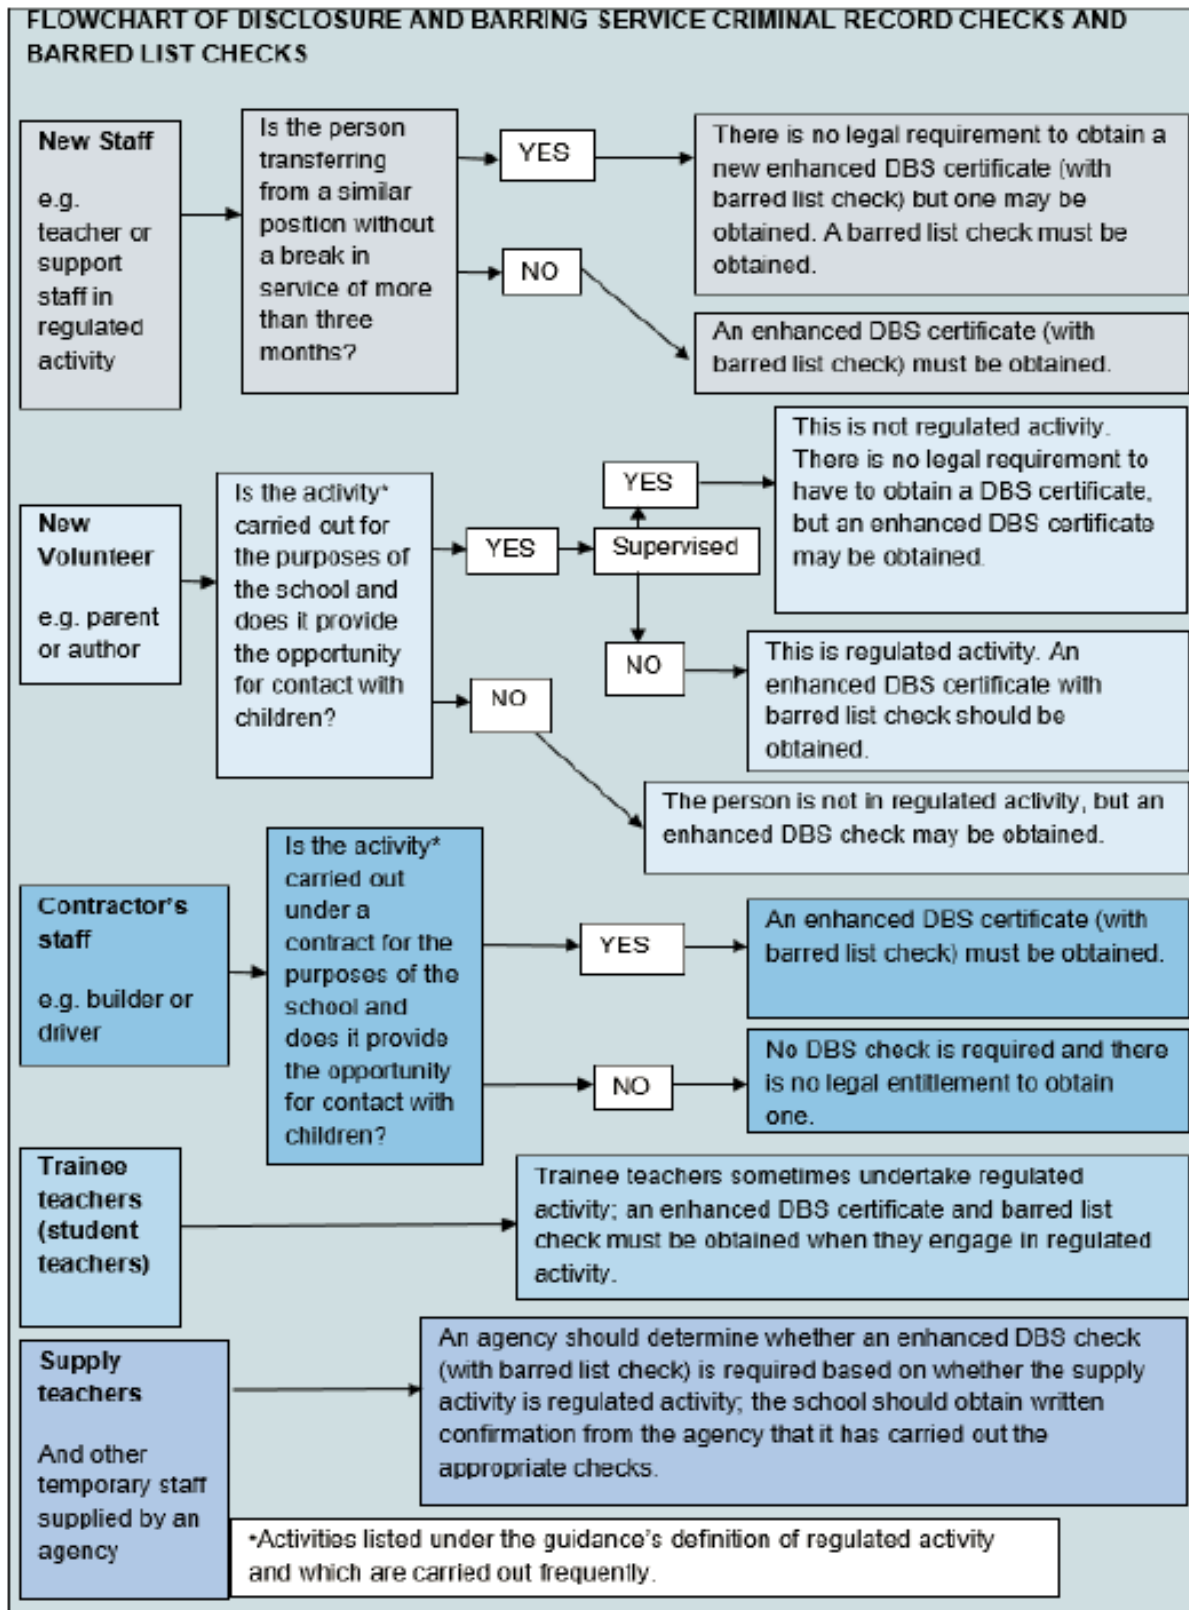 FLOWCHART OF DISCLOSURE AND BARRING SERVICE CRIMINAL RECORD CHECKS AND
BARRED LIST CHECKS
New Staff
e.g.
teacher or
support
staff in
regulated
activity
Is the person
transferring
from a similar
position without
a break in
service of more
than three
months?
YES
There is no legal requirement to obtain a
new enhanced DBS certificate (with
barred list check) but one may be
obtained. A barred list check must be
obtained.
NO
An enhanced DBS certificate (with
barred list check) must be obtained.
New
Volunteer
e.g. parent
or author
Is the activity*
carried out for
the purposes of
the school and
does it provide
the opportunity
for contact with
children?
YES
Supervised
YES
This is not regulated activity.
There is no legal requirement to
have to obtain a DBS certificate,
but an enhanced DBS certificate
may be obtained.
NO
This is regulated activity. An
enhanced DBS certificate with
barred list check should be
obtained.
NO
The person is not in regulated activity, but an
enhanced DBS check may be obtained.
Contractor's
staff
e.g. builder or
driver
Is the activity*
carried out
under a
contract for the
purposes of the
school and
does it provide
the opportunity
for contact with
children?
YES
An enhanced DBS certificate (with
barred list check) must be obtained.
NO
No DBS check is required and there
is no legal entitlement to obtain
one.
Trainee
teachers
(student
teachers)
Trainee teachers sometimes undertake regulated
activity; an enhanced DBS certificate and barred list
check must be obtained when they engage in regulated
activity.
Supply
teachers
And other
temporary staff
supplied by an
agency
An agency should determine whether an enhanced DBS check
(with barred list check) is required based on whether the supply
activity is regulated activity; the school should obtain written
confirmation from the agency that it has carried out the
appropriate checks.
*Activities listed under the guidance's definition of regulated activity
and which are carried out frequently.